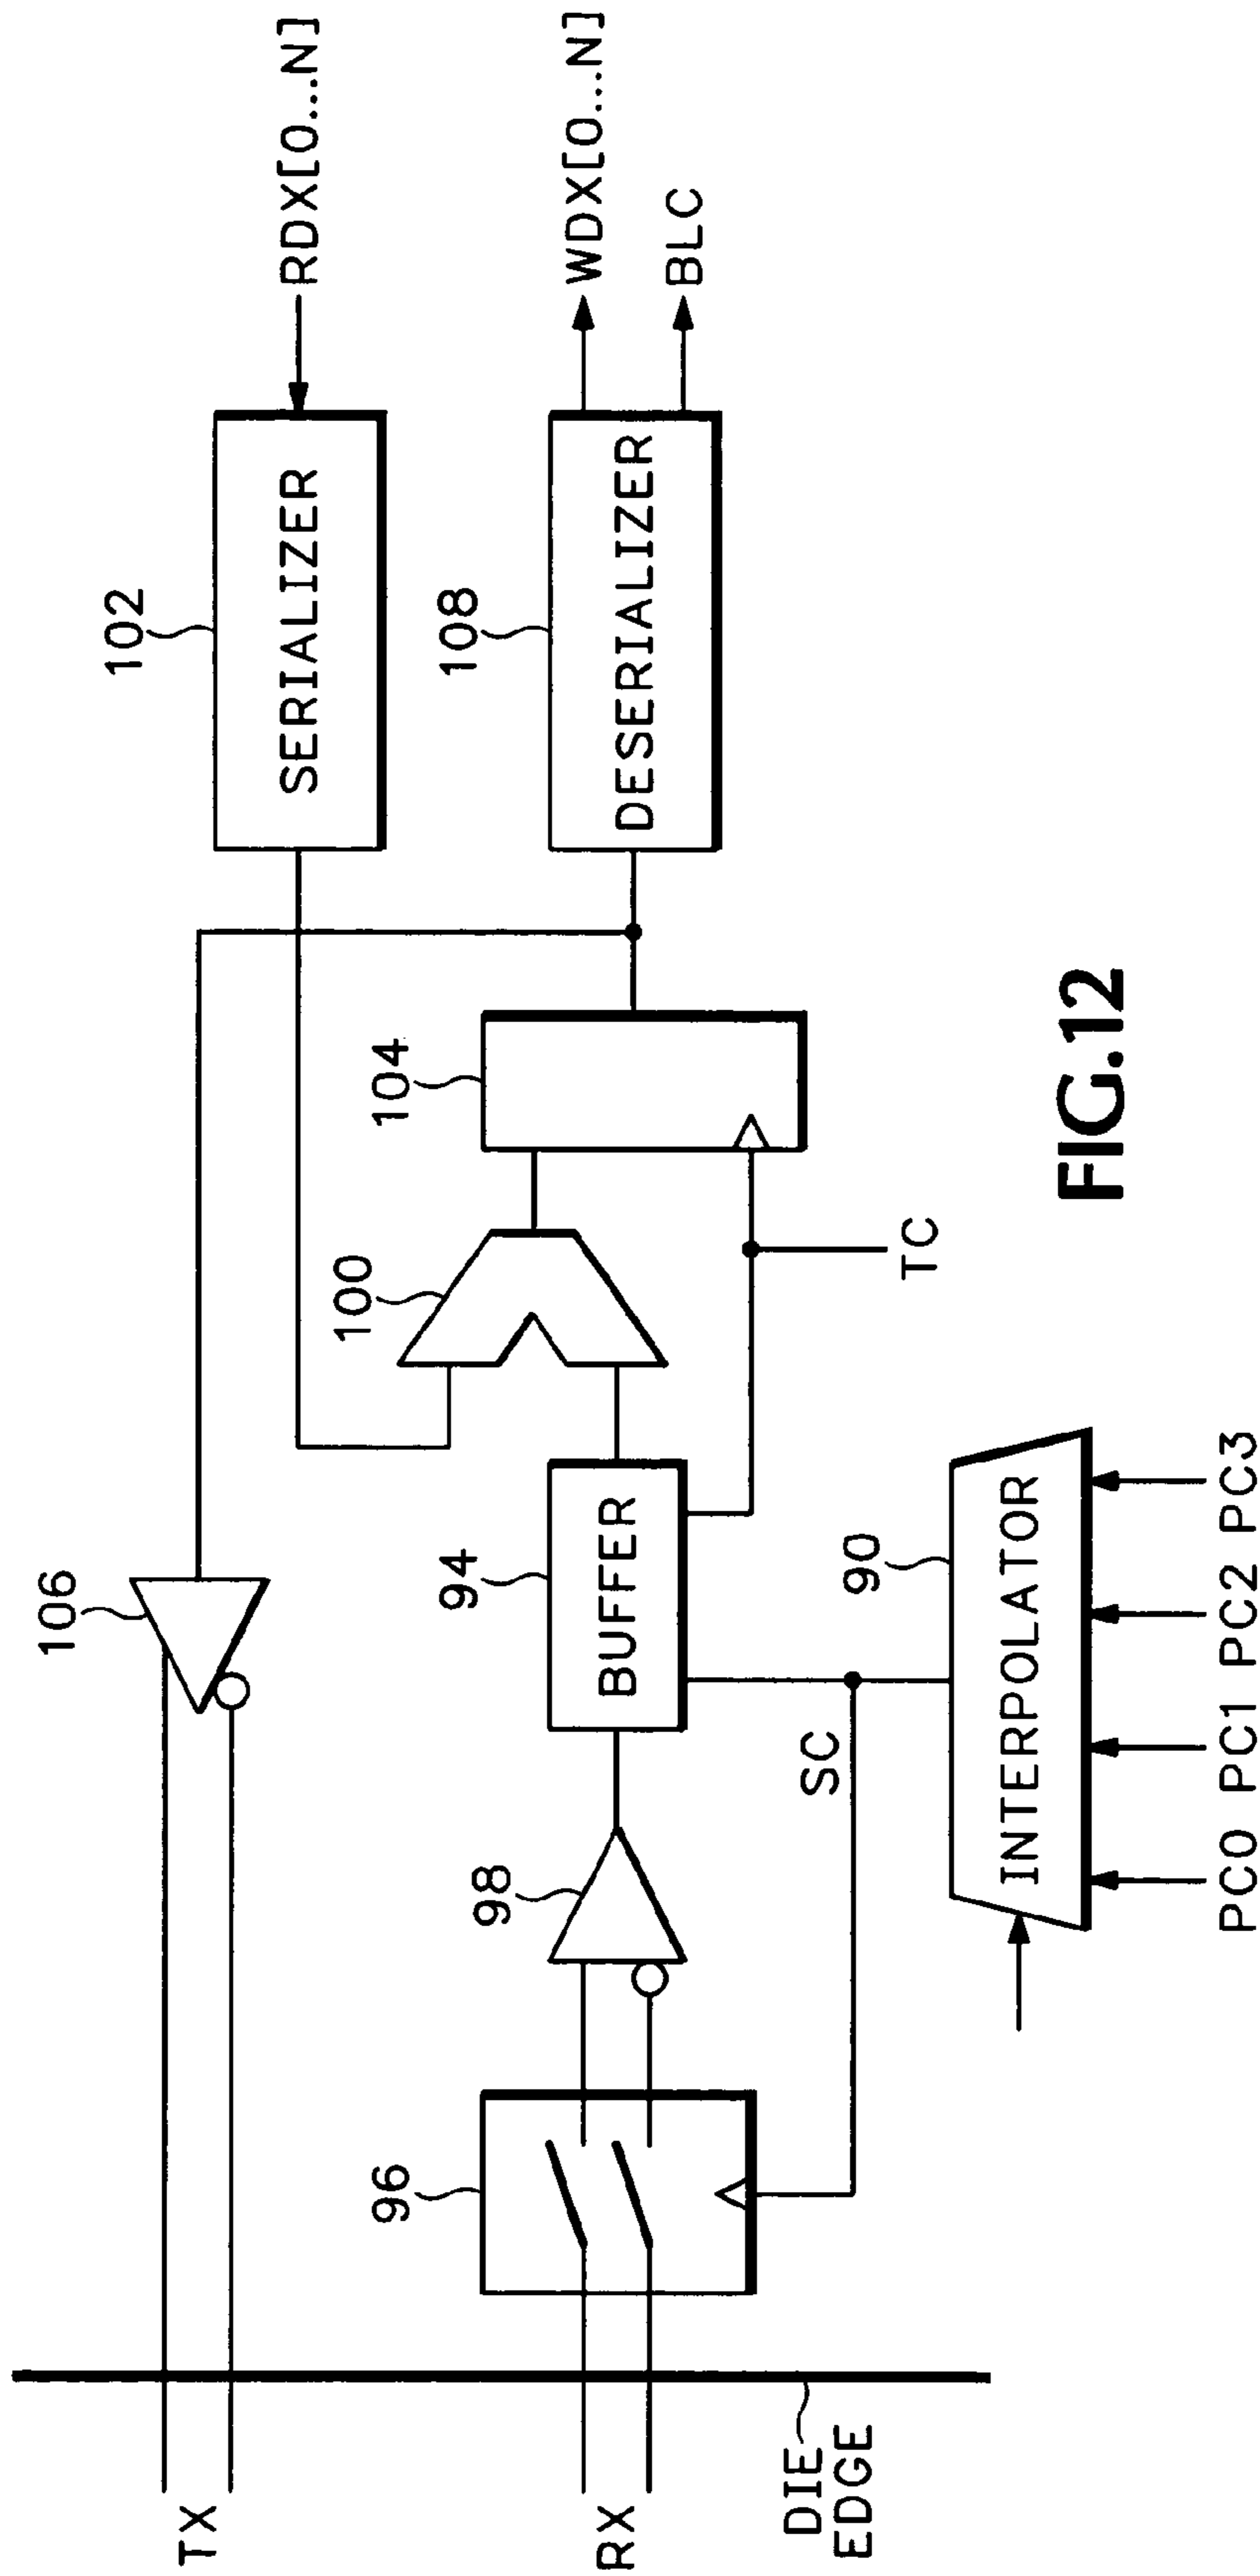 TX
106
102
SERIALIZER
RDX[0...N]
RX
96
98
94
BUFFER
100
104
108
DESERIALIZER
WDX[0...N]
BLC
DIE
EDGE
SC
90
INTERPOLATOR
TC
PC0 PC1 PC2 PC3
FIG.12